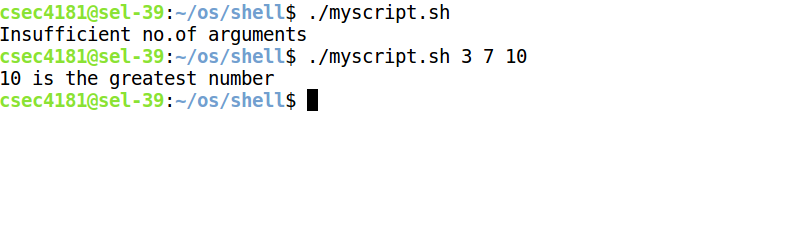 csec4181@sel-39:~/os/shell$ ./myscript.sh
Insufficient no.of arguments
csec4181@sel-39:~/os/shell$ ./myscript.sh 3 7 10
10 is the greatest number
csec4181@sel-39:~/os/shell$